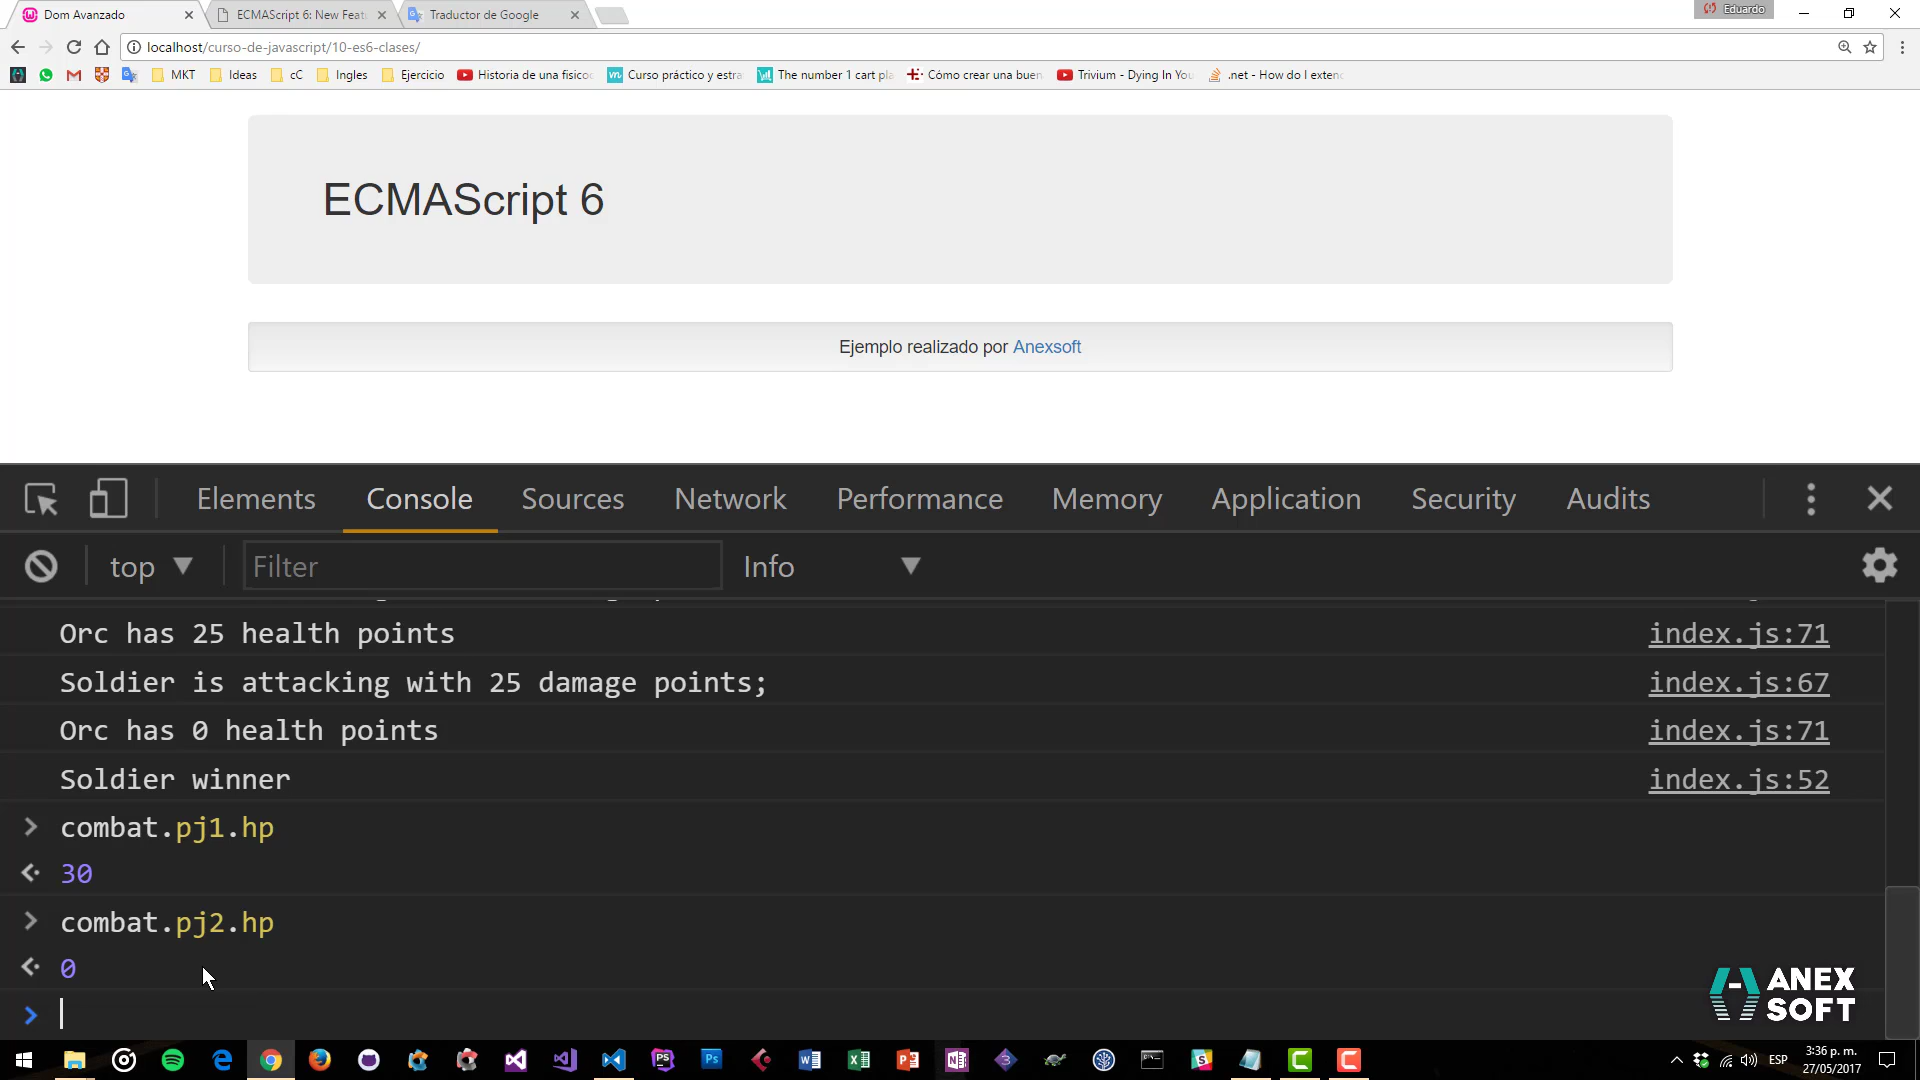 Dom Avanzado
ECMAScript 6: New Featu
Traductor de Google
Eduardo
localhost/curso-de-javascript/10-es6-clases/
MKT
Ideas
cC
Ingles
Ejercicio
Historia de una fisico
Curso práctico y estra
The number 1 cart pla
Cómo crear una buen
Trivium - Dying In You
.net - How do I exten
ECMAScript 6
Ejemplo realizado por Anexsoft
Elements
Console
Sources
Network
Performance
Memory
Application
Security
Audits
top
Filter
Info
Orc has 25 health points index.js:71
Soldier is attacking with 25 damage points; index.js:67
Orc has 0 health points index.js:71
Soldier winner index.js:52
> combat.pj1.hp
30
> combat.pj2.hp
0
>
ANEX
SOFT
ESP
3:36 p. m.
27/05/2017